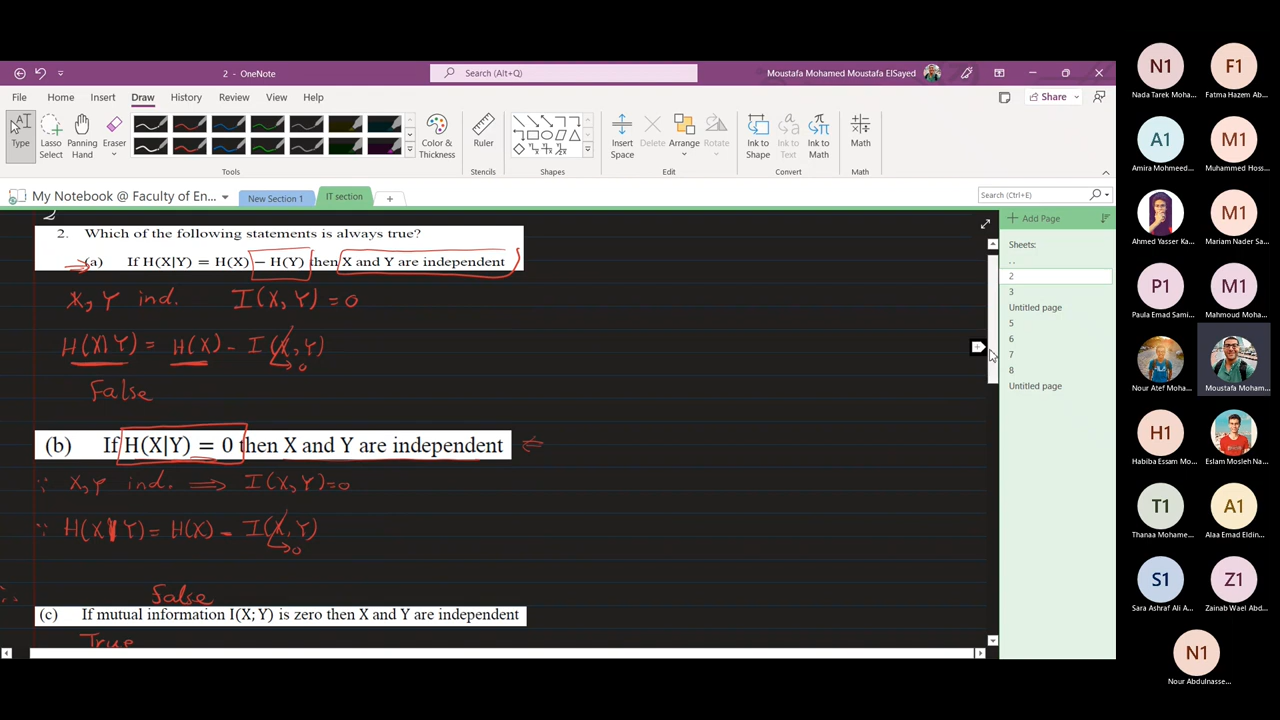 2 - OneNote
Search (Alt+Q)
Moustafa Mohamed Moustafa ElSayed
File Home Insert Draw History Review View Help
Share
Type
Lasso Select
Panning Hand
Eraser
Color & Thickness
Ruler
Insert Space
Delete
Arrange
Rotate
Ink to Shape
Ink to Text
Ink to Math
Math
Tools
Stencils
Shapes
Edit
Convert
Math
My Notebook @ Faculty of En...
New Section 1
IT section
Search (Ctrl+E)
Add Page
Sheets:
..
2
3
Untitled page
5
6
7
8
Untitled page
2
2. Which of the following statements is always true?
(a) If H(X|Y) = H(X) − H(Y) then X and Y are independent
X, Y ind. I(X, Y) = 0
H(X|Y) = H(X) - I(X, Y)
0
False
(b) If H(X|Y) = 0 then X and Y are independent
∵ X, Y ind. ⟹ I(X, Y) = 0
∵ H(X|Y) = H(X) - I(X, Y)
0
∴
False
(c) If mutual information I(X; Y) is zero then X and Y are independent
True
N1
Nada Tarek Moha...
F1
Fatma Hazem Ab...
A1
Amira Mohmeed...
M1
Muhammed Hoss...
Ahmed Yasser Ka...
M1
Mariam Nader Sa...
P1
Paula Emad Sami...
M1
Mahmoud Moha...
Nour Atef Moha...
Moustafa Moham...
H1
Habiba Essam Mo...
Eslam Mosleh Na...
T1
Thanaa Mohame...
A1
Alaa Emad Eldin...
S1
Sara Ashraf Ali A...
Z1
Zainab Wael Abd...
N1
Nour Abdulnasse...